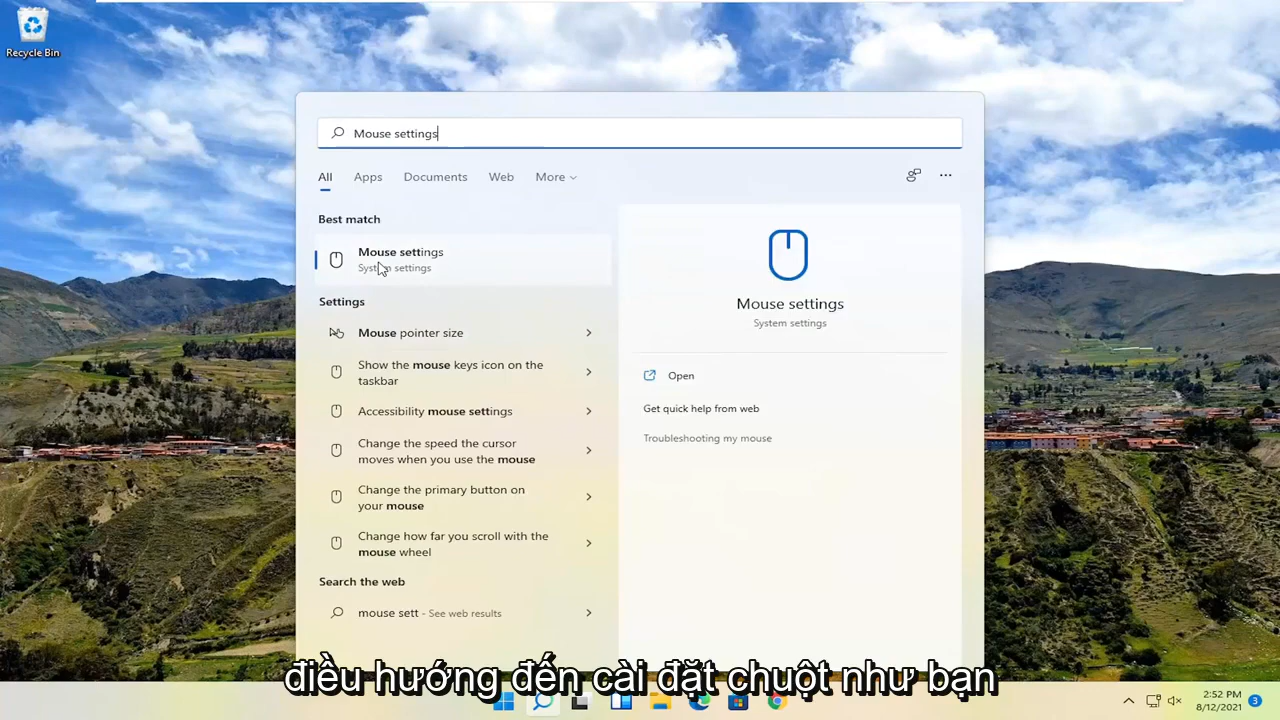 Recycle Bin
Mouse settings
All Apps Documents Web More
Best match
Mouse settings
System settings
Settings
Mouse pointer size
Show the mouse keys icon on the
taskbar
Accessibility mouse settings
Change the speed the cursor
moves when you use the mouse
Change the primary button on
your mouse
Change how far you scroll with the
mouse wheel
Search the web
mouse sett - See web results
Mouse settings
System settings
Open
Get quick help from web
Troubleshooting my mouse
điều hướng đến cài đặt chuột như bạn
2:52 PM
8/12/2021
3